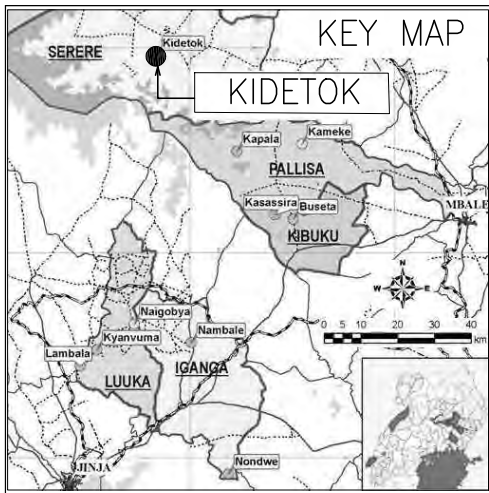 KEY MAP
SERERE
Kidetok
KIDETOK
Kapala
Kameke
PALLISA
Kasassira
Buseta
MBALE
KIBUKU
N
W
E
S
0 5 10 20 30 40
km
Naigobya
Kyanvuma
Nambale
Lambala
IGANGA
LUUKA
JINJA
Nondwe